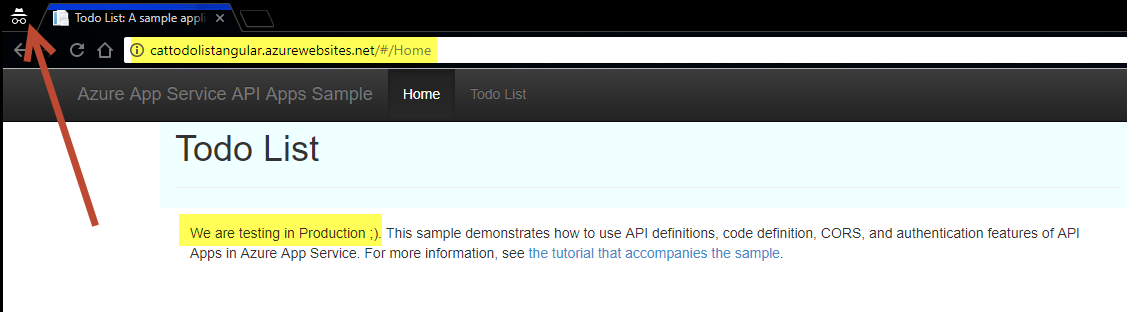 Todo List: A sample appli
cattodolistangular.azurewebsites.net/#/Home
Azure App Service API Apps Sample Home Todo List
Todo List
We are testing in Production ;). This sample demonstrates how to use API definitions, code definition, CORS, and authentication features of API
Apps in Azure App Service. For more information, see the tutorial that accompanies the sample.